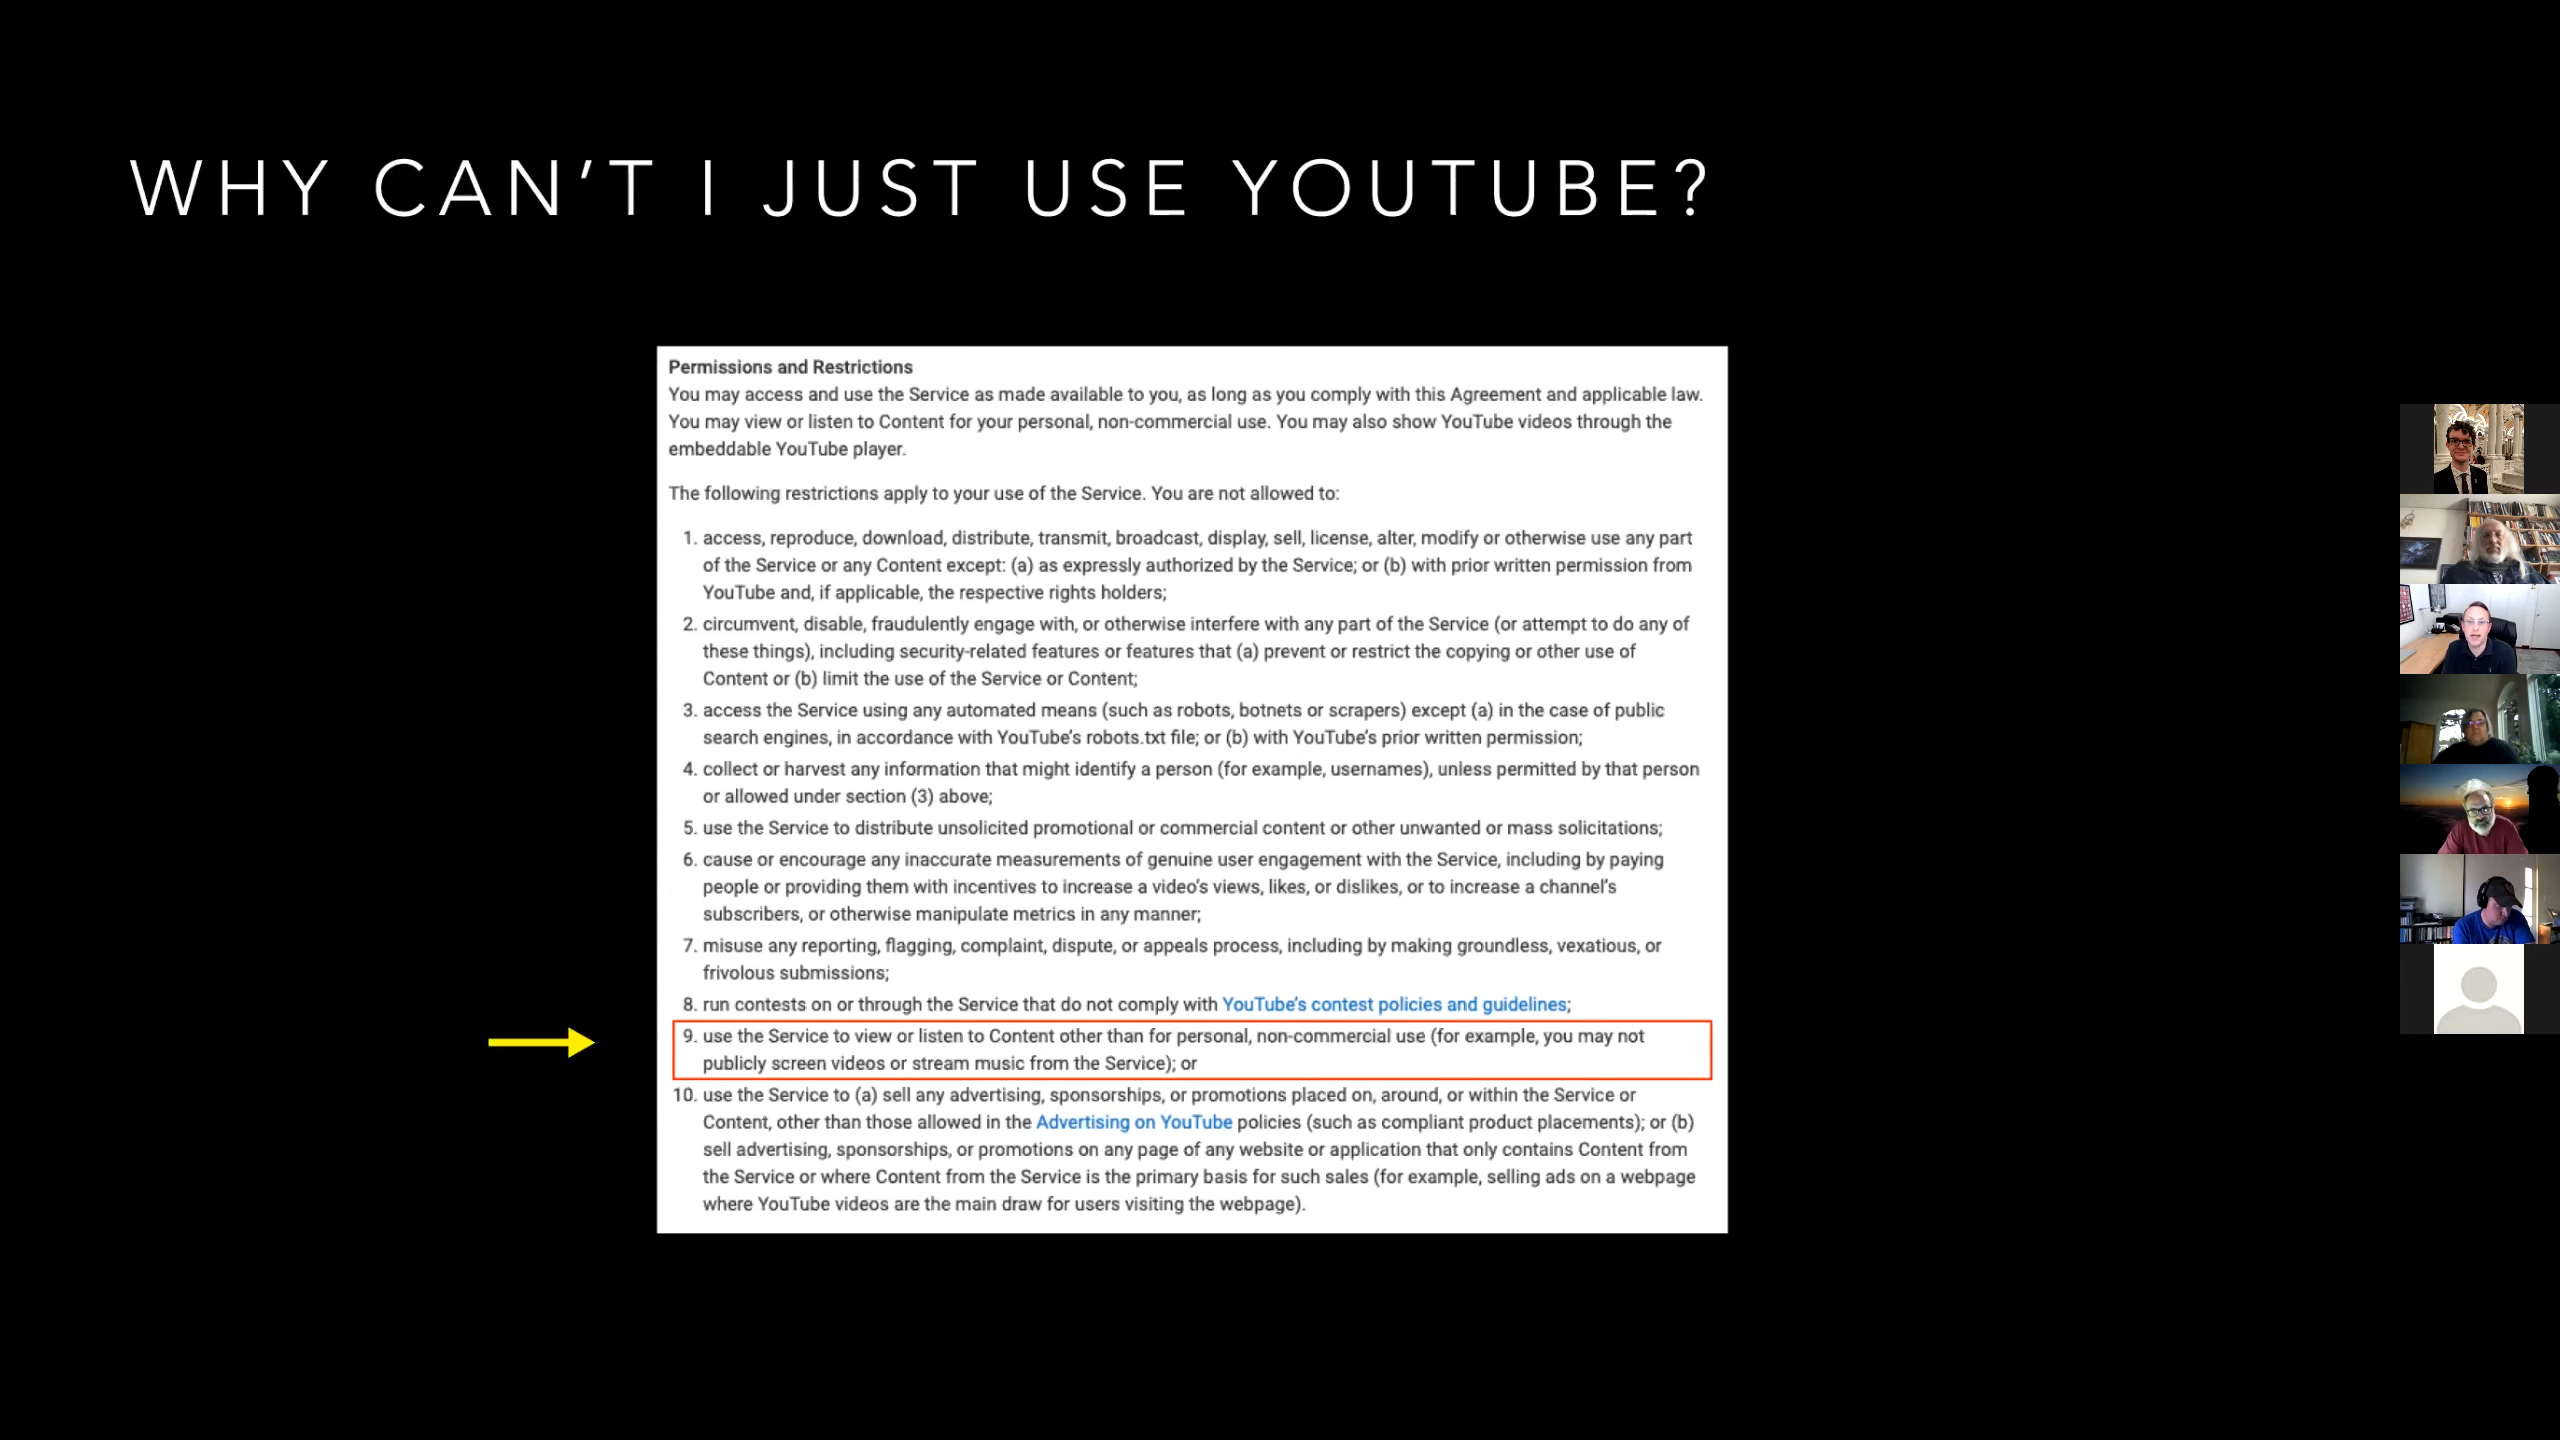 WHY CAN'T I JUST USE YOUTUBE?
Permissions and Restrictions
You may access and use the Service as made available to you, as long as you comply with this Agreement and applicable law.
You may view or listen to Content for your personal, non-commercial use. You may also show YouTube videos through the
embeddable YouTube player.
The following restrictions apply to your use of the Service. You are not allowed to:
1. access, reproduce, download, distribute, transmit, broadcast, display, sell, license, alter, modify or otherwise use any part
of the Service or any Content except: (a) as expressly authorized by the Service; or (b) with prior written permission from
YouTube and, if applicable, the respective rights holders;
2. circumvent, disable, fraudulently engage with, or otherwise interfere with any part of the Service (or attempt to do any of
these things), including security-related features or features that (a) prevent or restrict the copying or other use of
Content or (b) limit the use of the Service or Content;
3. access the Service using any automated means (such as robots, botnets or scrapers) except (a) in the case of public
search engines, in accordance with YouTube's robots.txt file; or (b) with YouTube's prior written permission;
4. collect or harvest any information that might identify a person (for example, usernames), unless permitted by that person
or allowed under section (3) above;
5. use the Service to distribute unsolicited promotional or commercial content or other unwanted or mass solicitations;
6. cause or encourage any inaccurate measurements of genuine user engagement with the Service, including by paying
people or providing them with incentives to increase a video's views, likes, or dislikes, or to increase a channel's
subscribers, or otherwise manipulate metrics in any manner;
7. misuse any reporting, flagging, complaint, dispute, or appeals process, including by making groundless, vexatious, or
frivolous submissions;
8. run contests on or through the Service that do not comply with YouTube's contest policies and guidelines;
9. use the Service to view or listen to Content other than for personal, non-commercial use (for example, you may not
publicly screen videos or stream music from the Service); or
10. use the Service to (a) sell any advertising, sponsorships, or promotions placed on, around, or within the Service or
Content, other than those allowed in the Advertising on YouTube policies (such as compliant product placements); or (b)
sell advertising, sponsorships, or promotions on any page of any website or application that only contains Content from
the Service or where Content from the Service is the primary basis for such sales (for example, selling ads on a webpage
where YouTube videos are the main draw for users visiting the webpage).